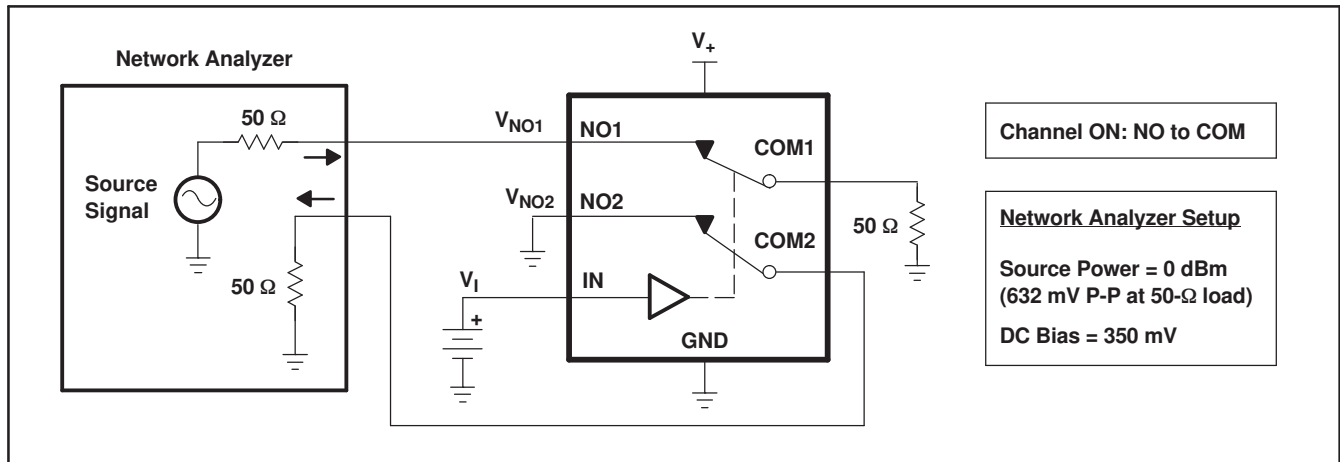 Network Analyzer
50 Ω
Source
Signal
50 Ω
V+
VNO1
NO1
COM1
VNO2
NO2
COM2
50 Ω
VI
IN
+
GND
Channel ON: NO to COM
Network Analyzer Setup
Source Power = 0 dBm
(632 mV P-P at 50-Ω load)
DC Bias = 350 mV